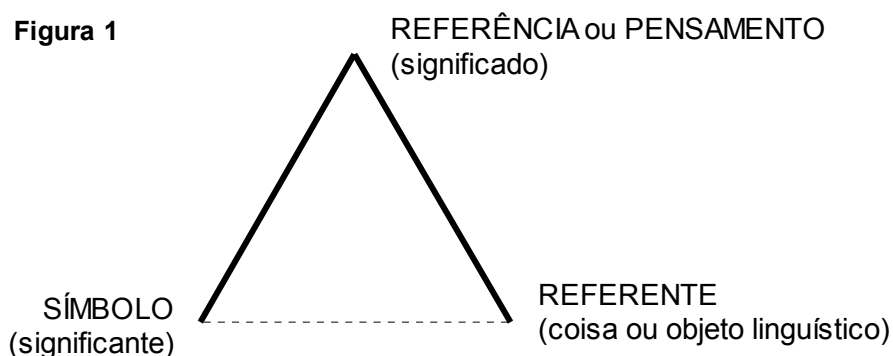 Figura 1
REFERÊNCIA ou PENSAMENTO
(significado)
SÍMBOLO
(significante)
REFERENTE
(coisa ou objeto linguístico)